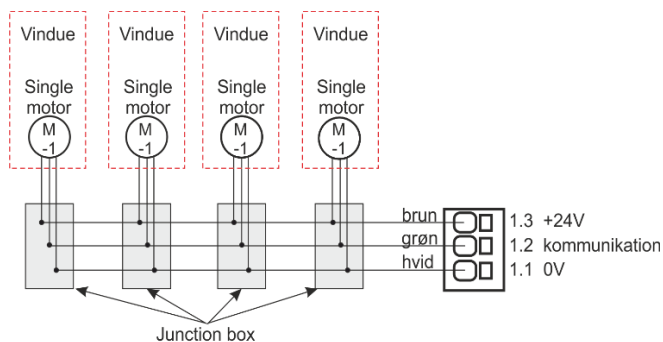 Vindue Vindue Vindue Vindue
Single Single Single Single
motor motor motor motor
M M M M
-1 -1 -1 -1
brun 1.3 +24V
grøn 1.2 kommunikation
hvid 1.1 0V
Junction box